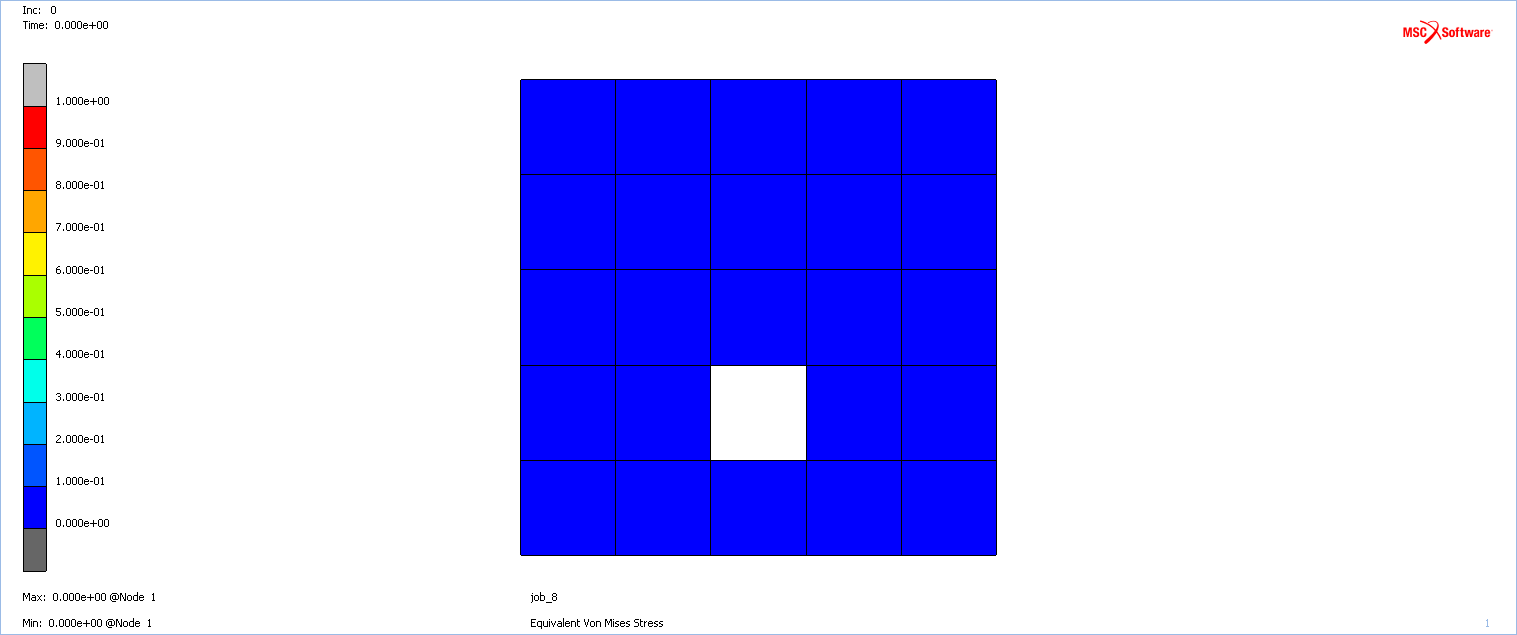 Inc: 0
Time: 0.000e+00
MSC Software
1.000e+00
9.000e-01
8.000e-01
7.000e-01
6.000e-01
5.000e-01
4.000e-01
3.000e-01
2.000e-01
1.000e-01
0.000e+00
Max: 0.000e+00 @Node 1
Min: 0.000e+00 @Node 1
job_8
Equivalent Von Mises Stress
1